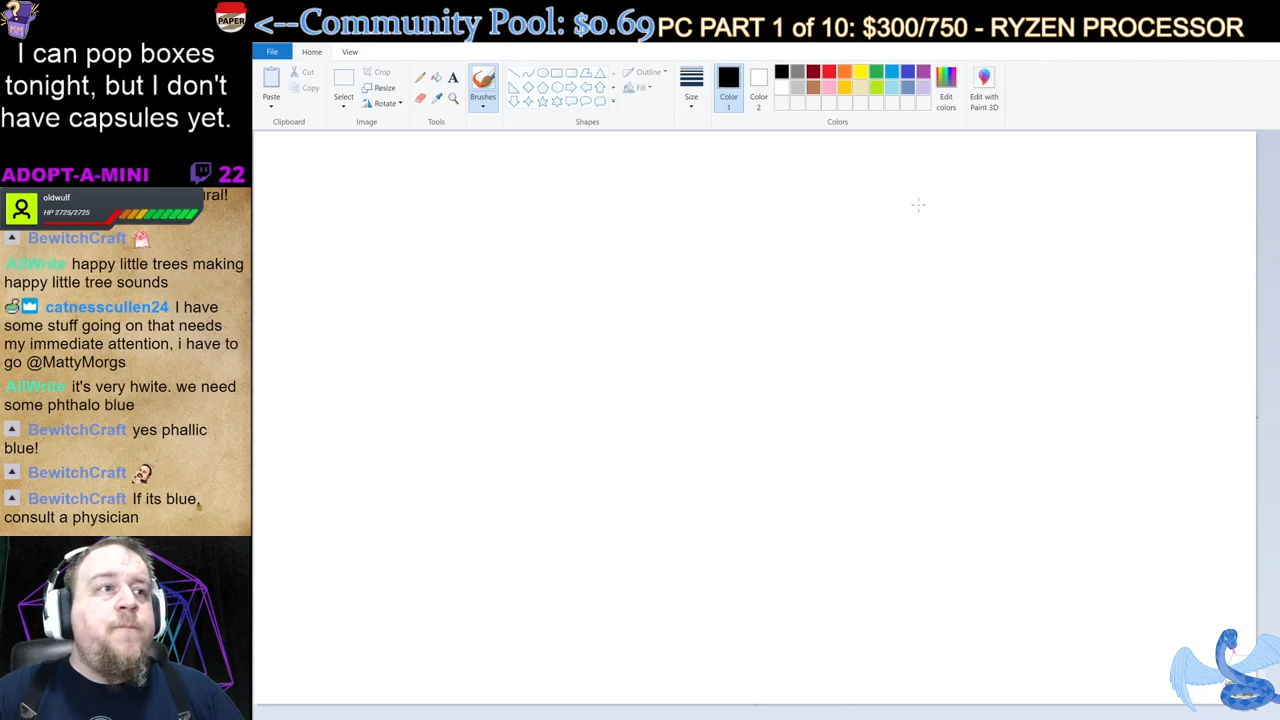 <--Community Pool: $0.69
PC PART 1 of 10: $300/750 - RYZEN PROCESSOR
PAPER
I can pop boxes
tonight, but I don't
have capsules yet.
ADOPT-A-MINI
22
oldwulf
HP 2725/2725
ural!
BewitchCraft
AllWrite happy little trees making
happy little tree sounds
catnesscullen24 I have
some stuff going on that needs
my immediate attention, i have to
go @MattyMorgs
AllWrite it's very hwite. we need
some phthalo blue
BewitchCraft yes phallic
blue!
BewitchCraft
BewitchCraft If its blue,
consult a physician
File
Home
View
Paste
Cut
Copy
Clipboard
Select
Crop
Resize
Rotate
Image
A
Tools
Brushes
Outline
Fill
Shapes
Size
Color
1
Color
2
Edit
colors
Colors
Edit with
Paint 3D